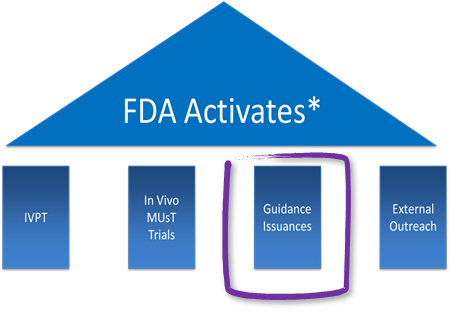 FDA Activates*
IVPT
In Vivo
MUsT
Trials
Guidance
Issuances
External
Outreach